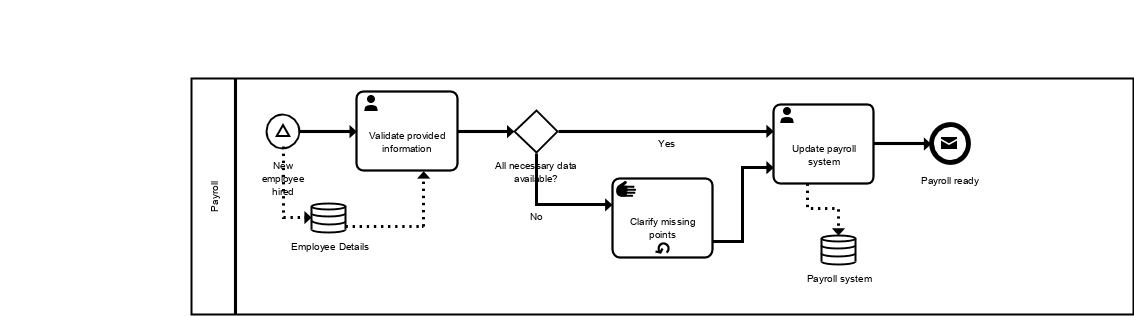 Payroll
New
employee
hired
Validate provided
information
All necessary data
available?
Yes
No
Clarify missing
points
Update payroll
system
Payroll ready
Employee Details
Payroll system